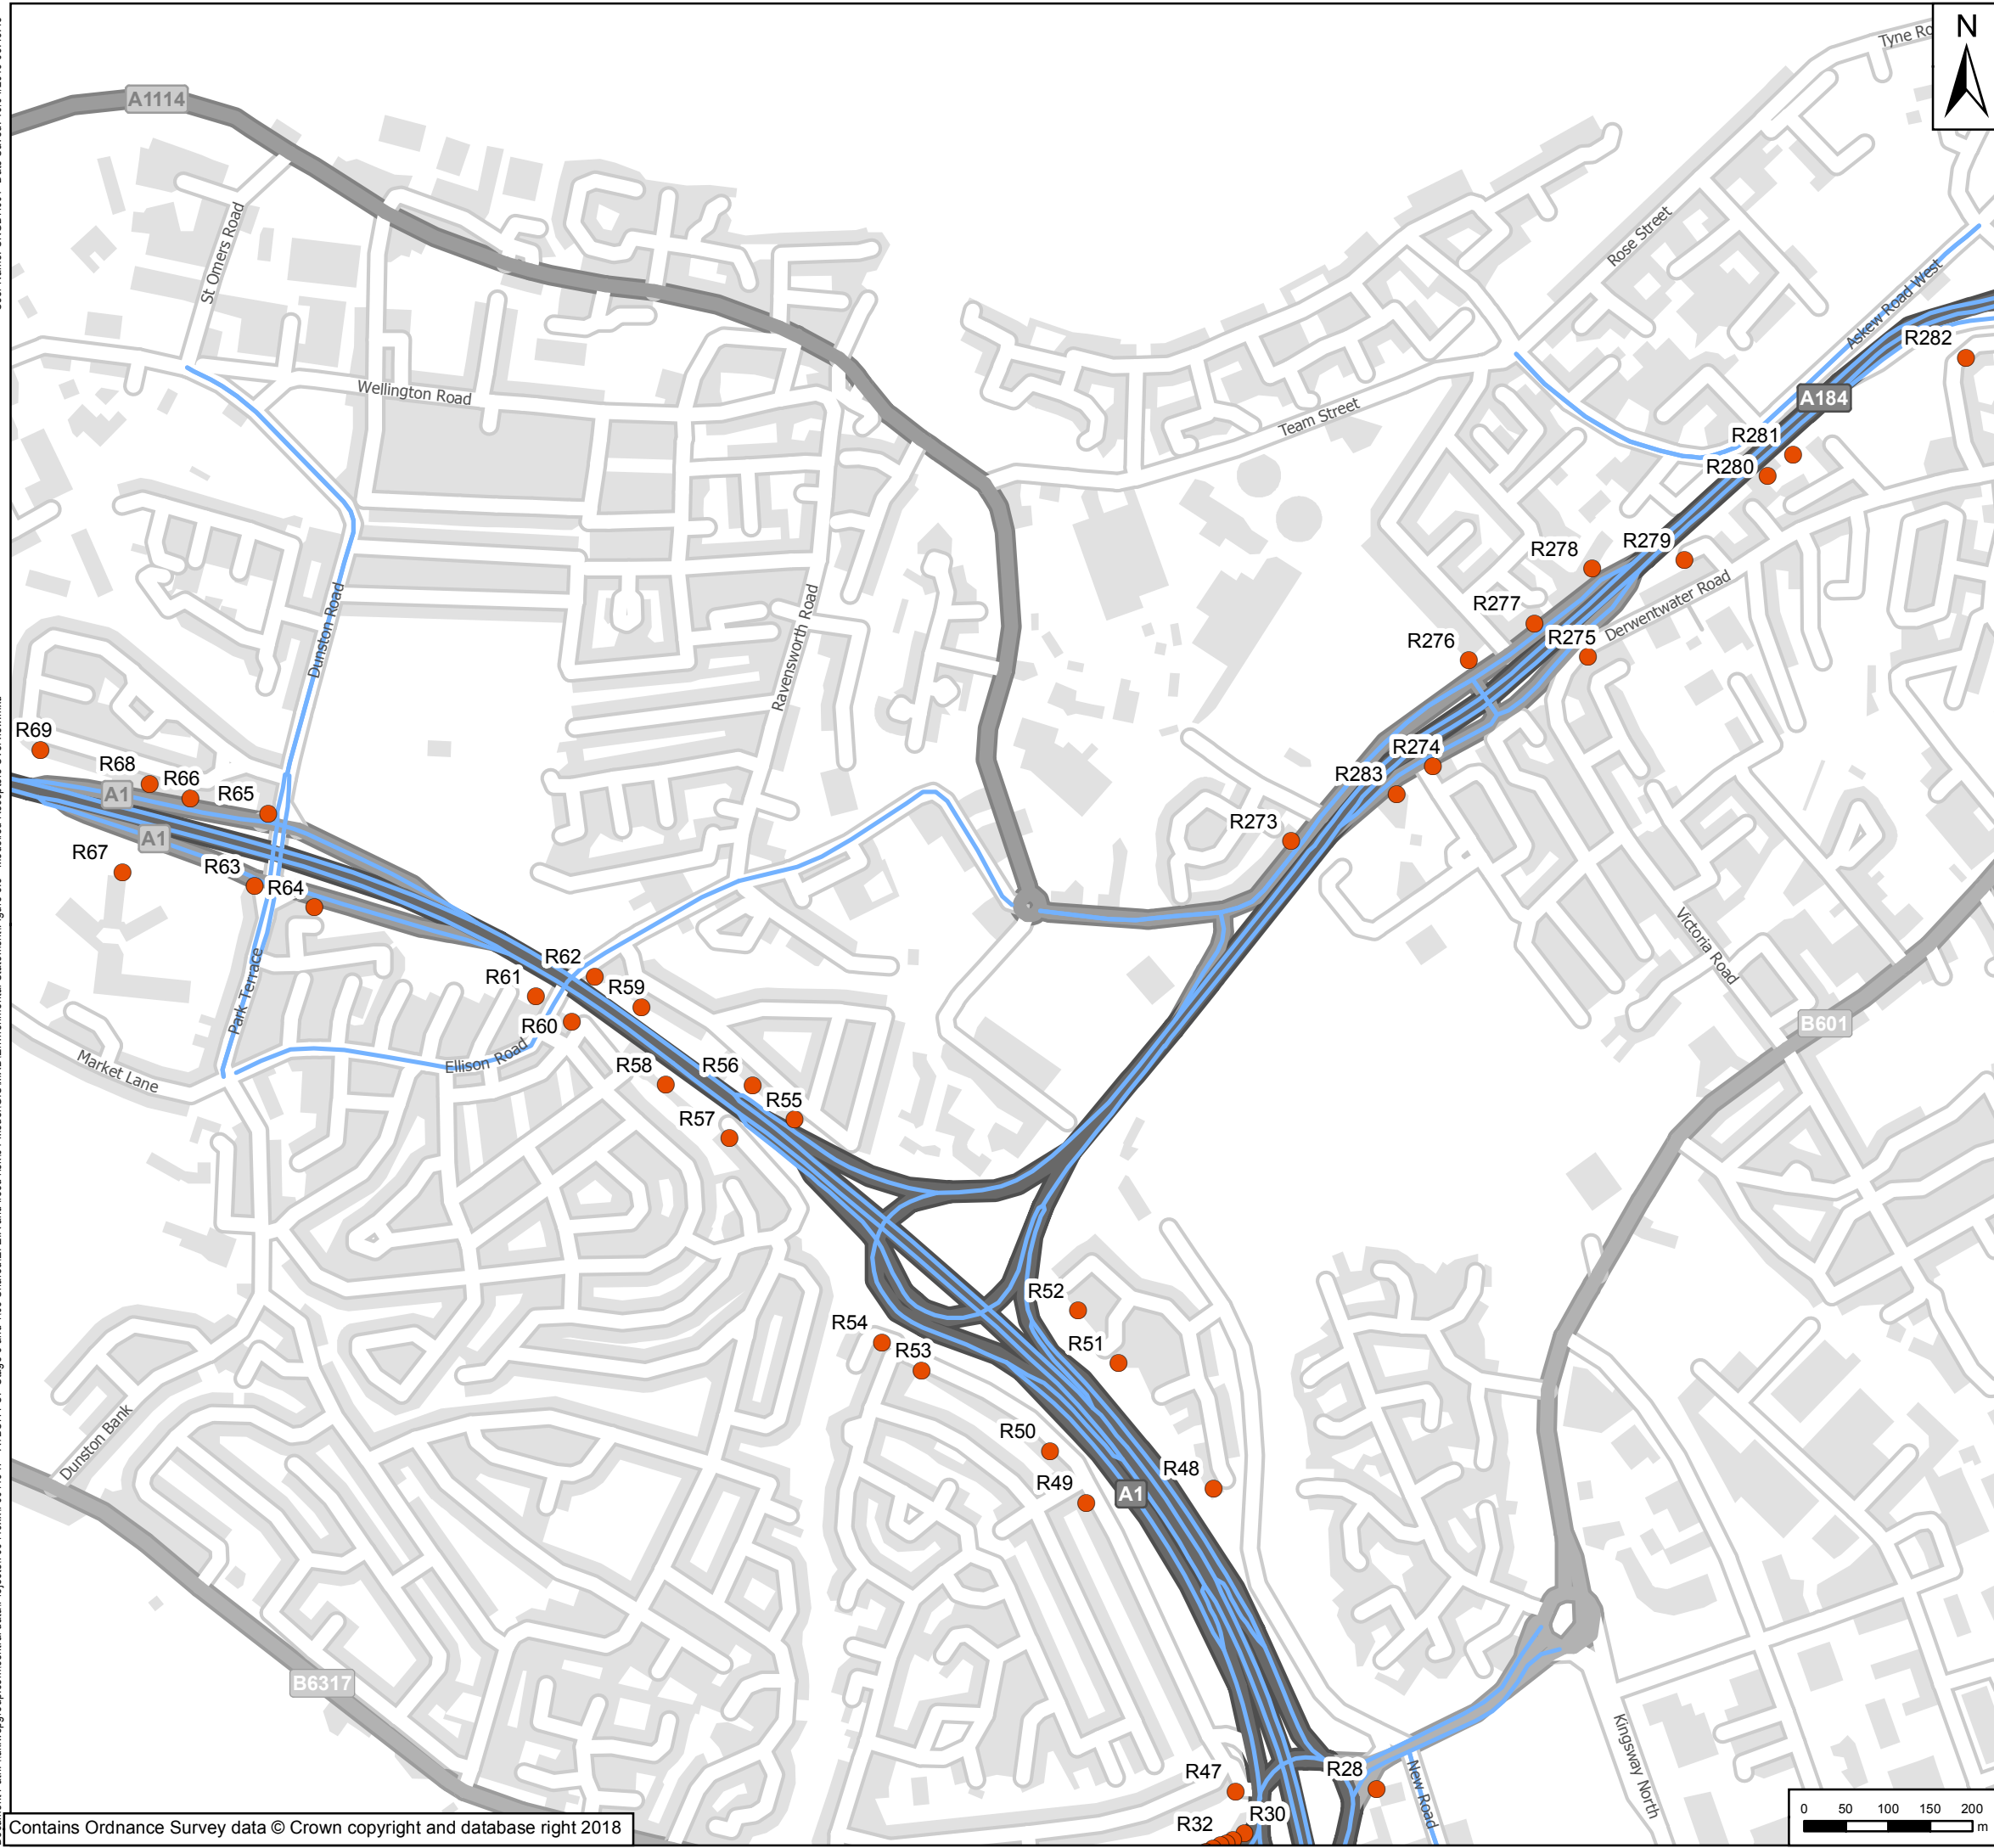 N
Tyne Ro
A1114
St Omers Road
Rose Street
Askew Road West
R282
Wellington Road
A184
Team Street
R281
R280
R279
R278
Dunston Road
Ravensworth Road
Derwentwater Road
R277
R275
R276
R69
R274
R68
R66
R283
R65
A1
R273
A1
R67
R63
R64
Victoria Road
R62
R61
R59
Park Terrace
R60
B601
Ellison Road
Market Lane
R58
R56
R55
R57
R52
R54
R51
R53
Dunston Bank
R50
R48
R49
A1
B6317
Kingsway North
R47
R28
New Road
R30
R32
0 50 100 150 200
m
Contains Ordnance Survey data © Crown copyright and database right 2018